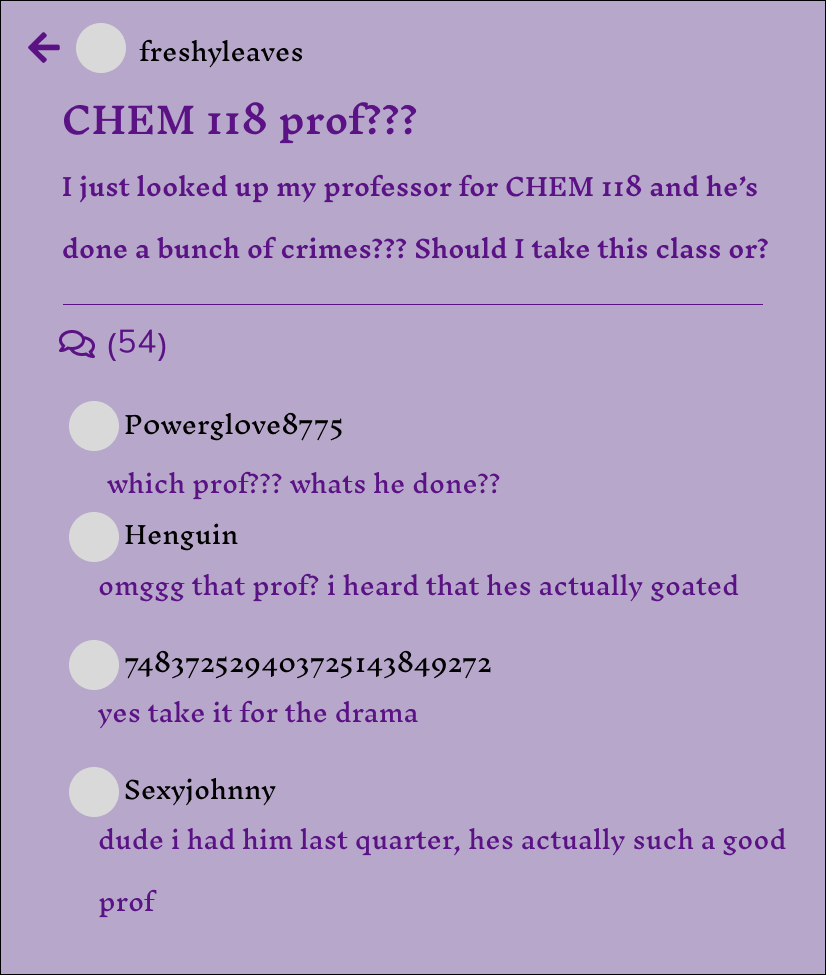 freshyleaves
CHEM 118 prof???
I just looked up my professor for CHEM 118 and he’s
done a bunch of crimes??? Should I take this class or?
(54)
Powerglove8775
which prof??? whats he done??
Henguin
omggg that prof? i heard that hes actually goated
748372529403725143849272
yes take it for the drama
Sexyjohnny
dude i had him last quarter, hes actually such a good
prof